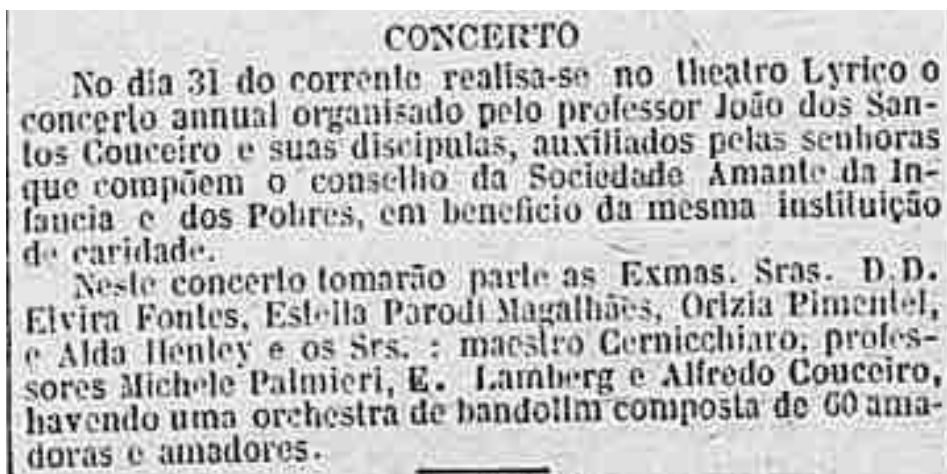 CONCERTO
No dia 31 do corrente realisa-se no theatro Lyrico o
concerto annual organisado pelo professor João dos San-
tos Couceiro e suas discipulas, auxiliados pelas senhoras
que compõem o conselho da Sociedade Amante da In-
fancia e dos Pobres, em beneficio da mesma instituição
de caridade.
Neste concerto tomarão parte as Exmas. Sras. D.D.
Elvira Fontes, Estella Parodi Magalhães, Orizia Pimentel,
e Alda Henley e os Srs. : maestro Cernicchiaro, profes-
sores Michele Palmieri, E. Lamberg e Alfredo Couceiro,
havendo uma orchestra de bandolim composta de 60 ama-
doras e amadores.